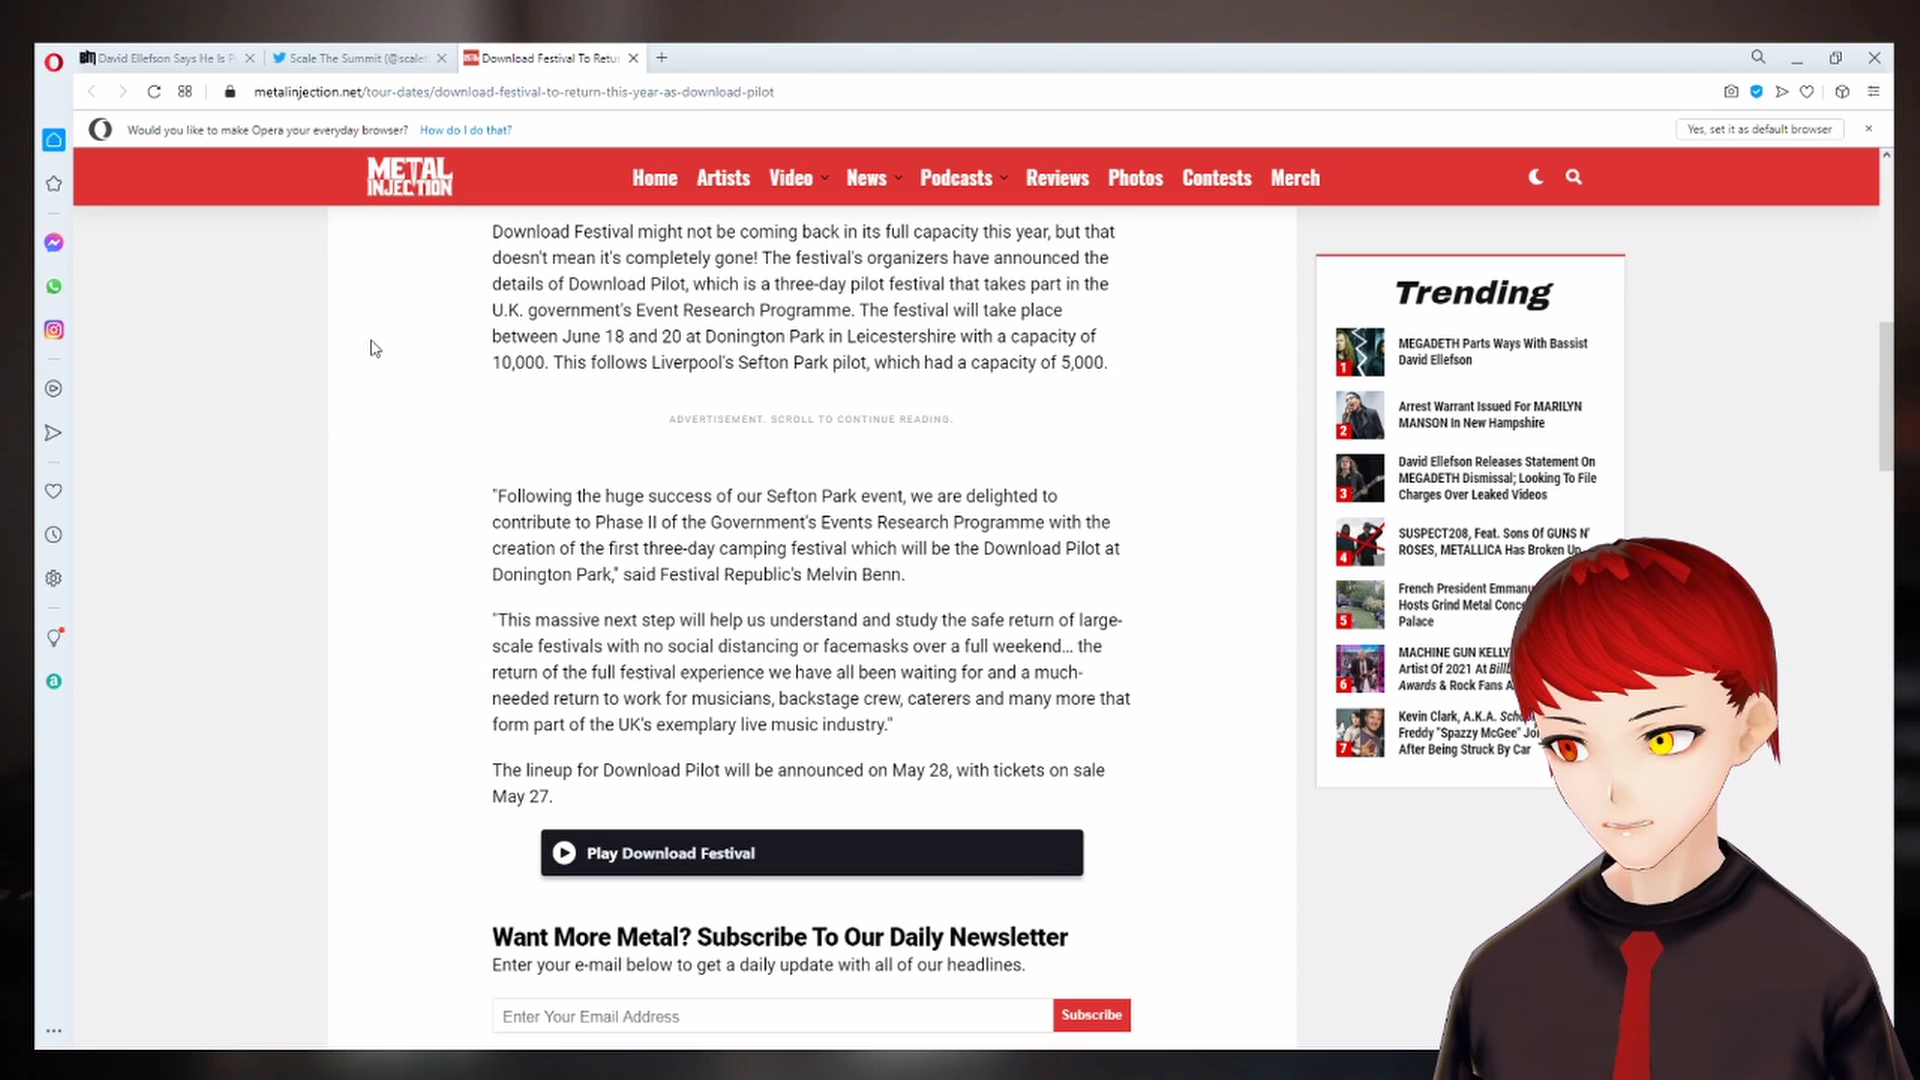 David Ellefson Says He Is P
Scale The Summit (@scalet
Download Festival To Retu
metalinjection.net/tour-dates/download-festival-to-return-this-year-as-download-pilot
Would you like to make Opera your everyday browser? How do I do that?
Yes, set it as default browser
METAL
INJECTION
Home Artists Video News Podcasts Reviews Photos Contests Merch
Download Festival might not be coming back in its full capacity this year, but that
doesn't mean it's completely gone! The festival's organizers have announced the
details of Download Pilot, which is a three-day pilot festival that takes part in the
U.K. government's Event Research Programme. The festival will take place
between June 18 and 20 at Donington Park in Leicestershire with a capacity of
10,000. This follows Liverpool's Sefton Park pilot, which had a capacity of 5,000.
ADVERTISEMENT. SCROLL TO CONTINUE READING.
"Following the huge success of our Sefton Park event, we are delighted to
contribute to Phase II of the Government's Events Research Programme with the
creation of the first three-day camping festival which will be the Download Pilot at
Donington Park," said Festival Republic's Melvin Benn.
"This massive next step will help us understand and study the safe return of large-
scale festivals with no social distancing or facemasks over a full weekend... the
return of the full festival experience we have all been waiting for and a much-
needed return to work for musicians, backstage crew, caterers and many more that
form part of the UK's exemplary live music industry."
The lineup for Download Pilot will be announced on May 28, with tickets on sale
May 27.
Play Download Festival
Want More Metal? Subscribe To Our Daily Newsletter
Enter your e-mail below to get a daily update with all of our headlines.
Enter Your Email Address
Subscribe
Trending
1
MEGADETH Parts Ways With Bassist
David Ellefson
2
Arrest Warrant Issued For MARILYN
MANSON In New Hampshire
3
David Ellefson Releases Statement On
MEGADETH Dismissal; Looking To File
Charges Over Leaked Videos
4
SUSPECT208, Feat. Sons Of GUNS N'
ROSES, METALLICA Has Broken Up
5
French President Emmanu
Hosts Grind Metal Conce
Palace
6
MACHINE GUN KELLY
Artist Of 2021 At Billb
Awards & Rock Fans A
7
Kevin Clark, A.K.A. Scho
Freddy "Spazzy McGee" Jo
After Being Struck By Car